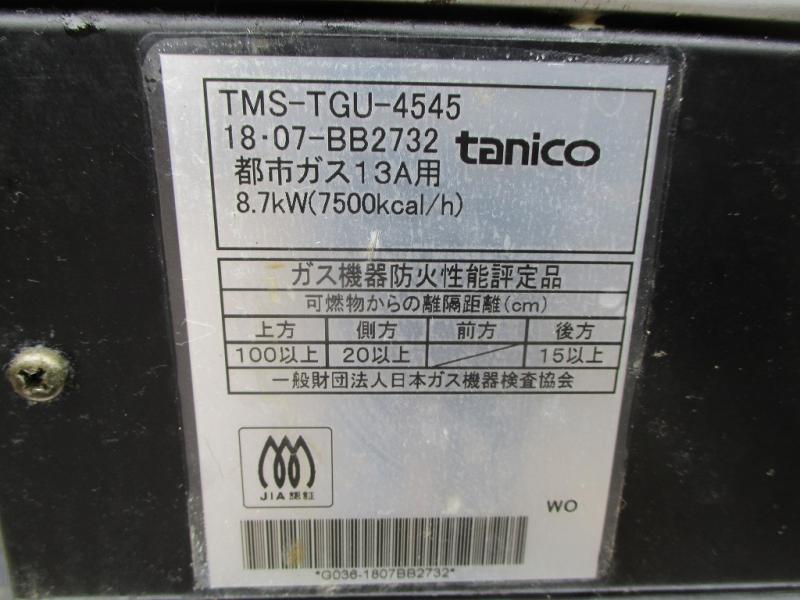 TMS-TGU-4545
18・07-BB2732 tanico
都市ガス13A用
8.7kW(7500kcal/h)
ガス機器防火性能評定品
可燃物からの離隔距離(cm)
上方 側方 前方 後方
100以上 20以上 15以上
一般財団法人日本ガス機器検査協会
JIA認証
WO
*G036-1807BB2732*